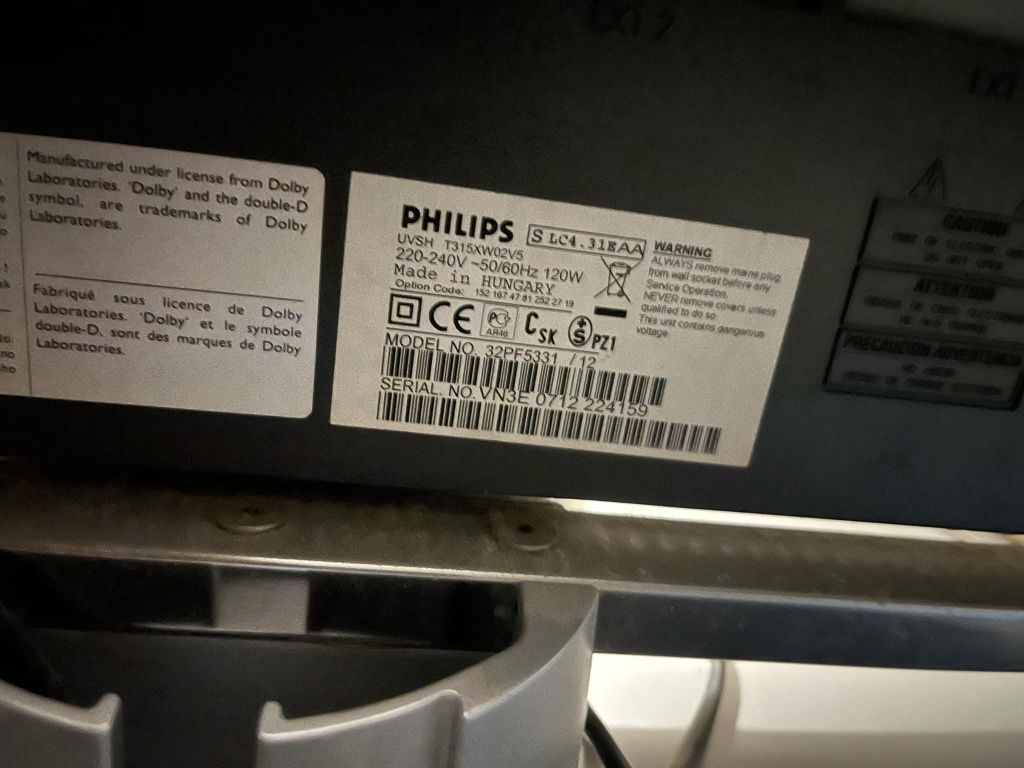 EXT 2
EXT
Manufactured under license from Dolby
Laboratories. 'Dolby' and the double-D
symbol, are trademarks of Dolby
Laboratories.
Fabriqué sous licence de Dolby
Laboratories. 'Dolby' et le symbole
double-D, sont des marques de Dolby
Laboratories.
PHILIPS S LC4.31EAA
UVSH T315XW02V5
220-240V ~50/60Hz 120W
Made in HUNGARY
Option Code: 152 167 47 81 252 27 19
WARNING
ALWAYS remove mains plug
from wall socket before any
Service Operation.
NEVER remove covers unless
qualified to do so.
This unit contains dangerous
voltage.
CE AЯ46 CSK S PZ1
MODEL NO. 32PF5331 /12
SERIAL. NO. VN3E 0712 224159
CAUTION
ATTENTION
PRECAUCION ADVERTENCIA